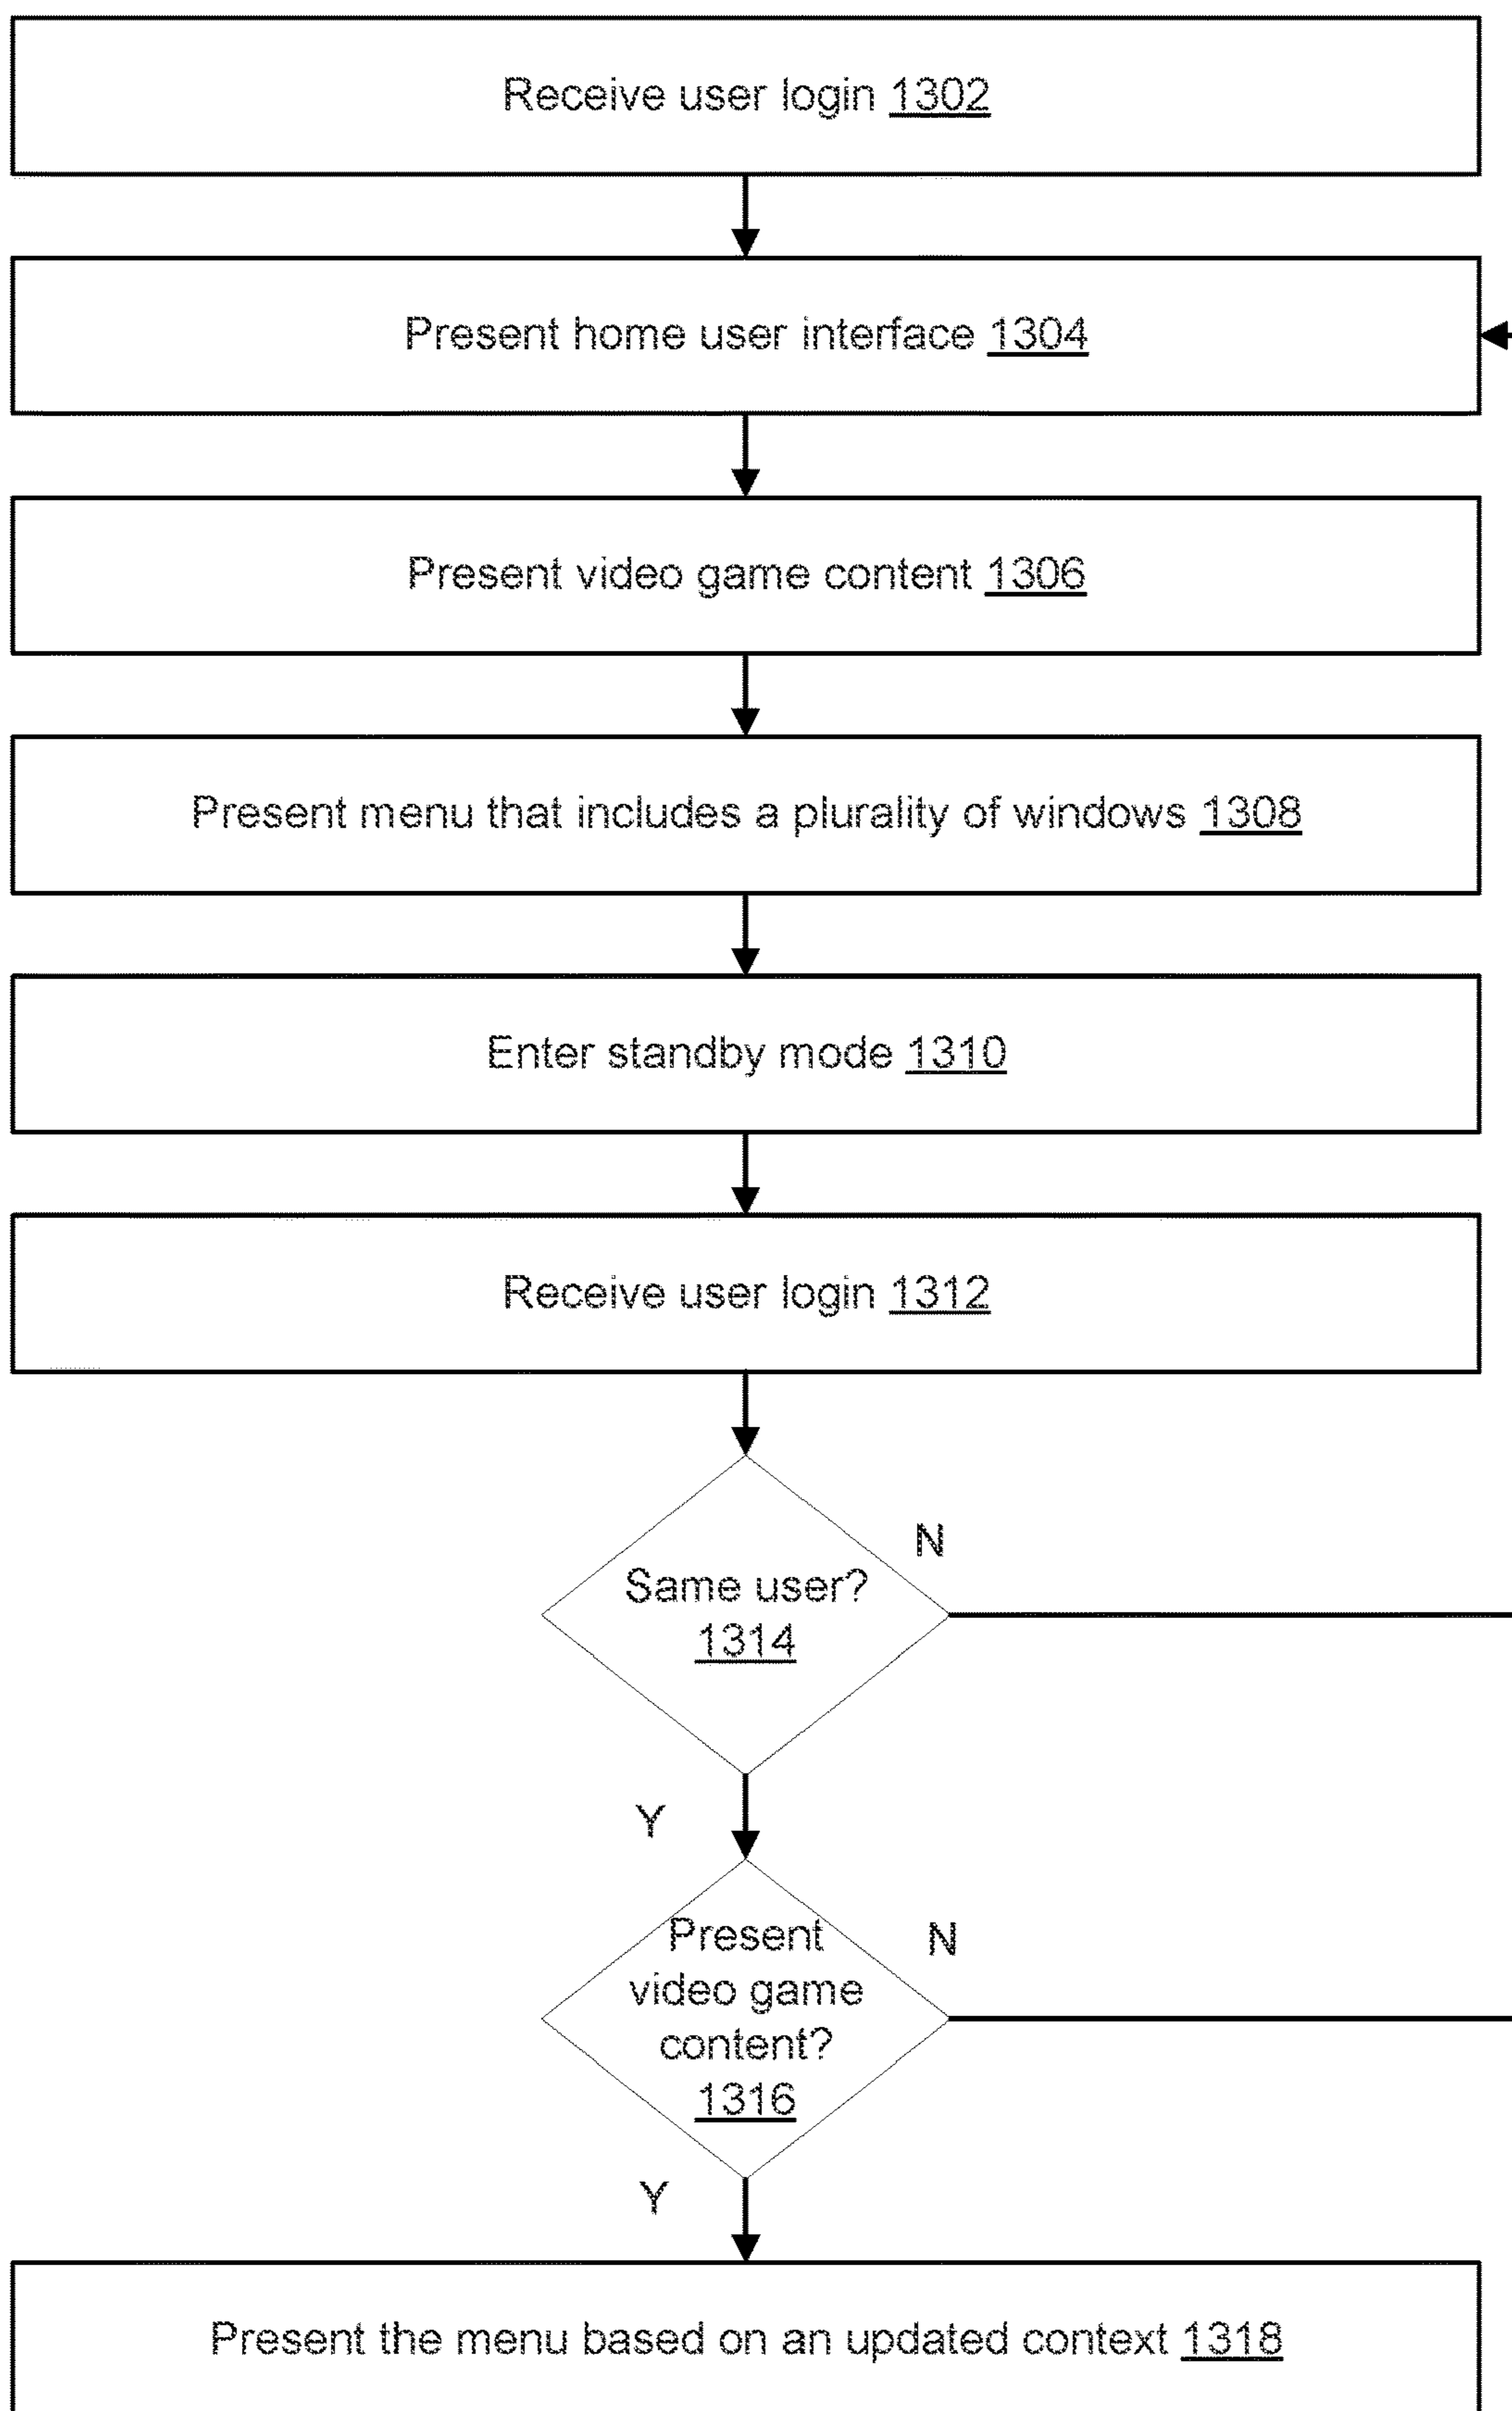 Receive user login 1302
Present home user interface 1304
Present video game content 1306
Present menu that includes a plurality of windows 1308
Enter standby mode 1310
Receive user login 1312
Same user?
1314
N
Y
Present
video game
content?
1316
N
Y
Present the menu based on an updated context 1318